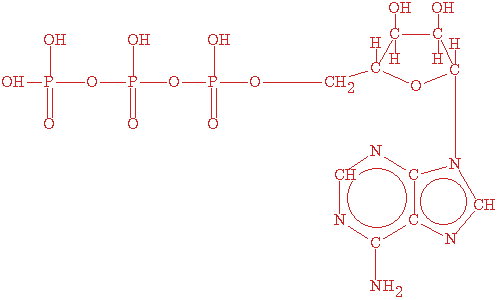 OH OH
OH OH OH C C
H H H H
OH P O P O P O CH2 C O C
O O O
N N
CH C CH
N C N
C
NH2